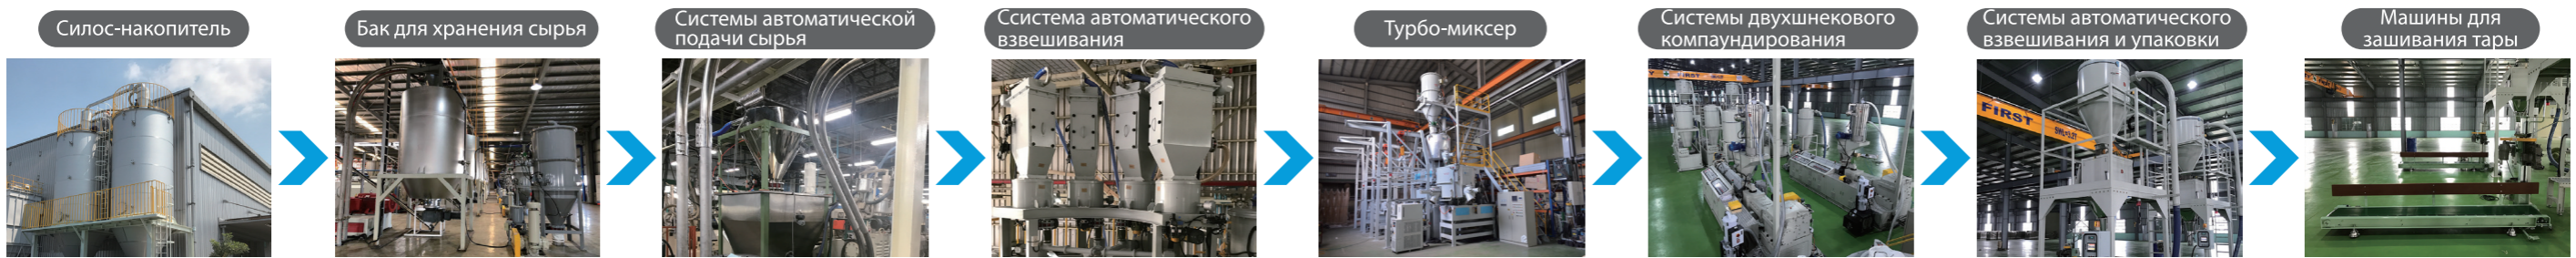 Силос-накопитель
Бак для хранения сырья
Системы автоматической
подачи сырья
Ссистема автоматического
взвешивания
Турбо-миксер
Системы двухшнекового
компаундирования
Системы автоматического
взвешивания и упаковки
Машины для
зашивания тары
FIRST
FIRST